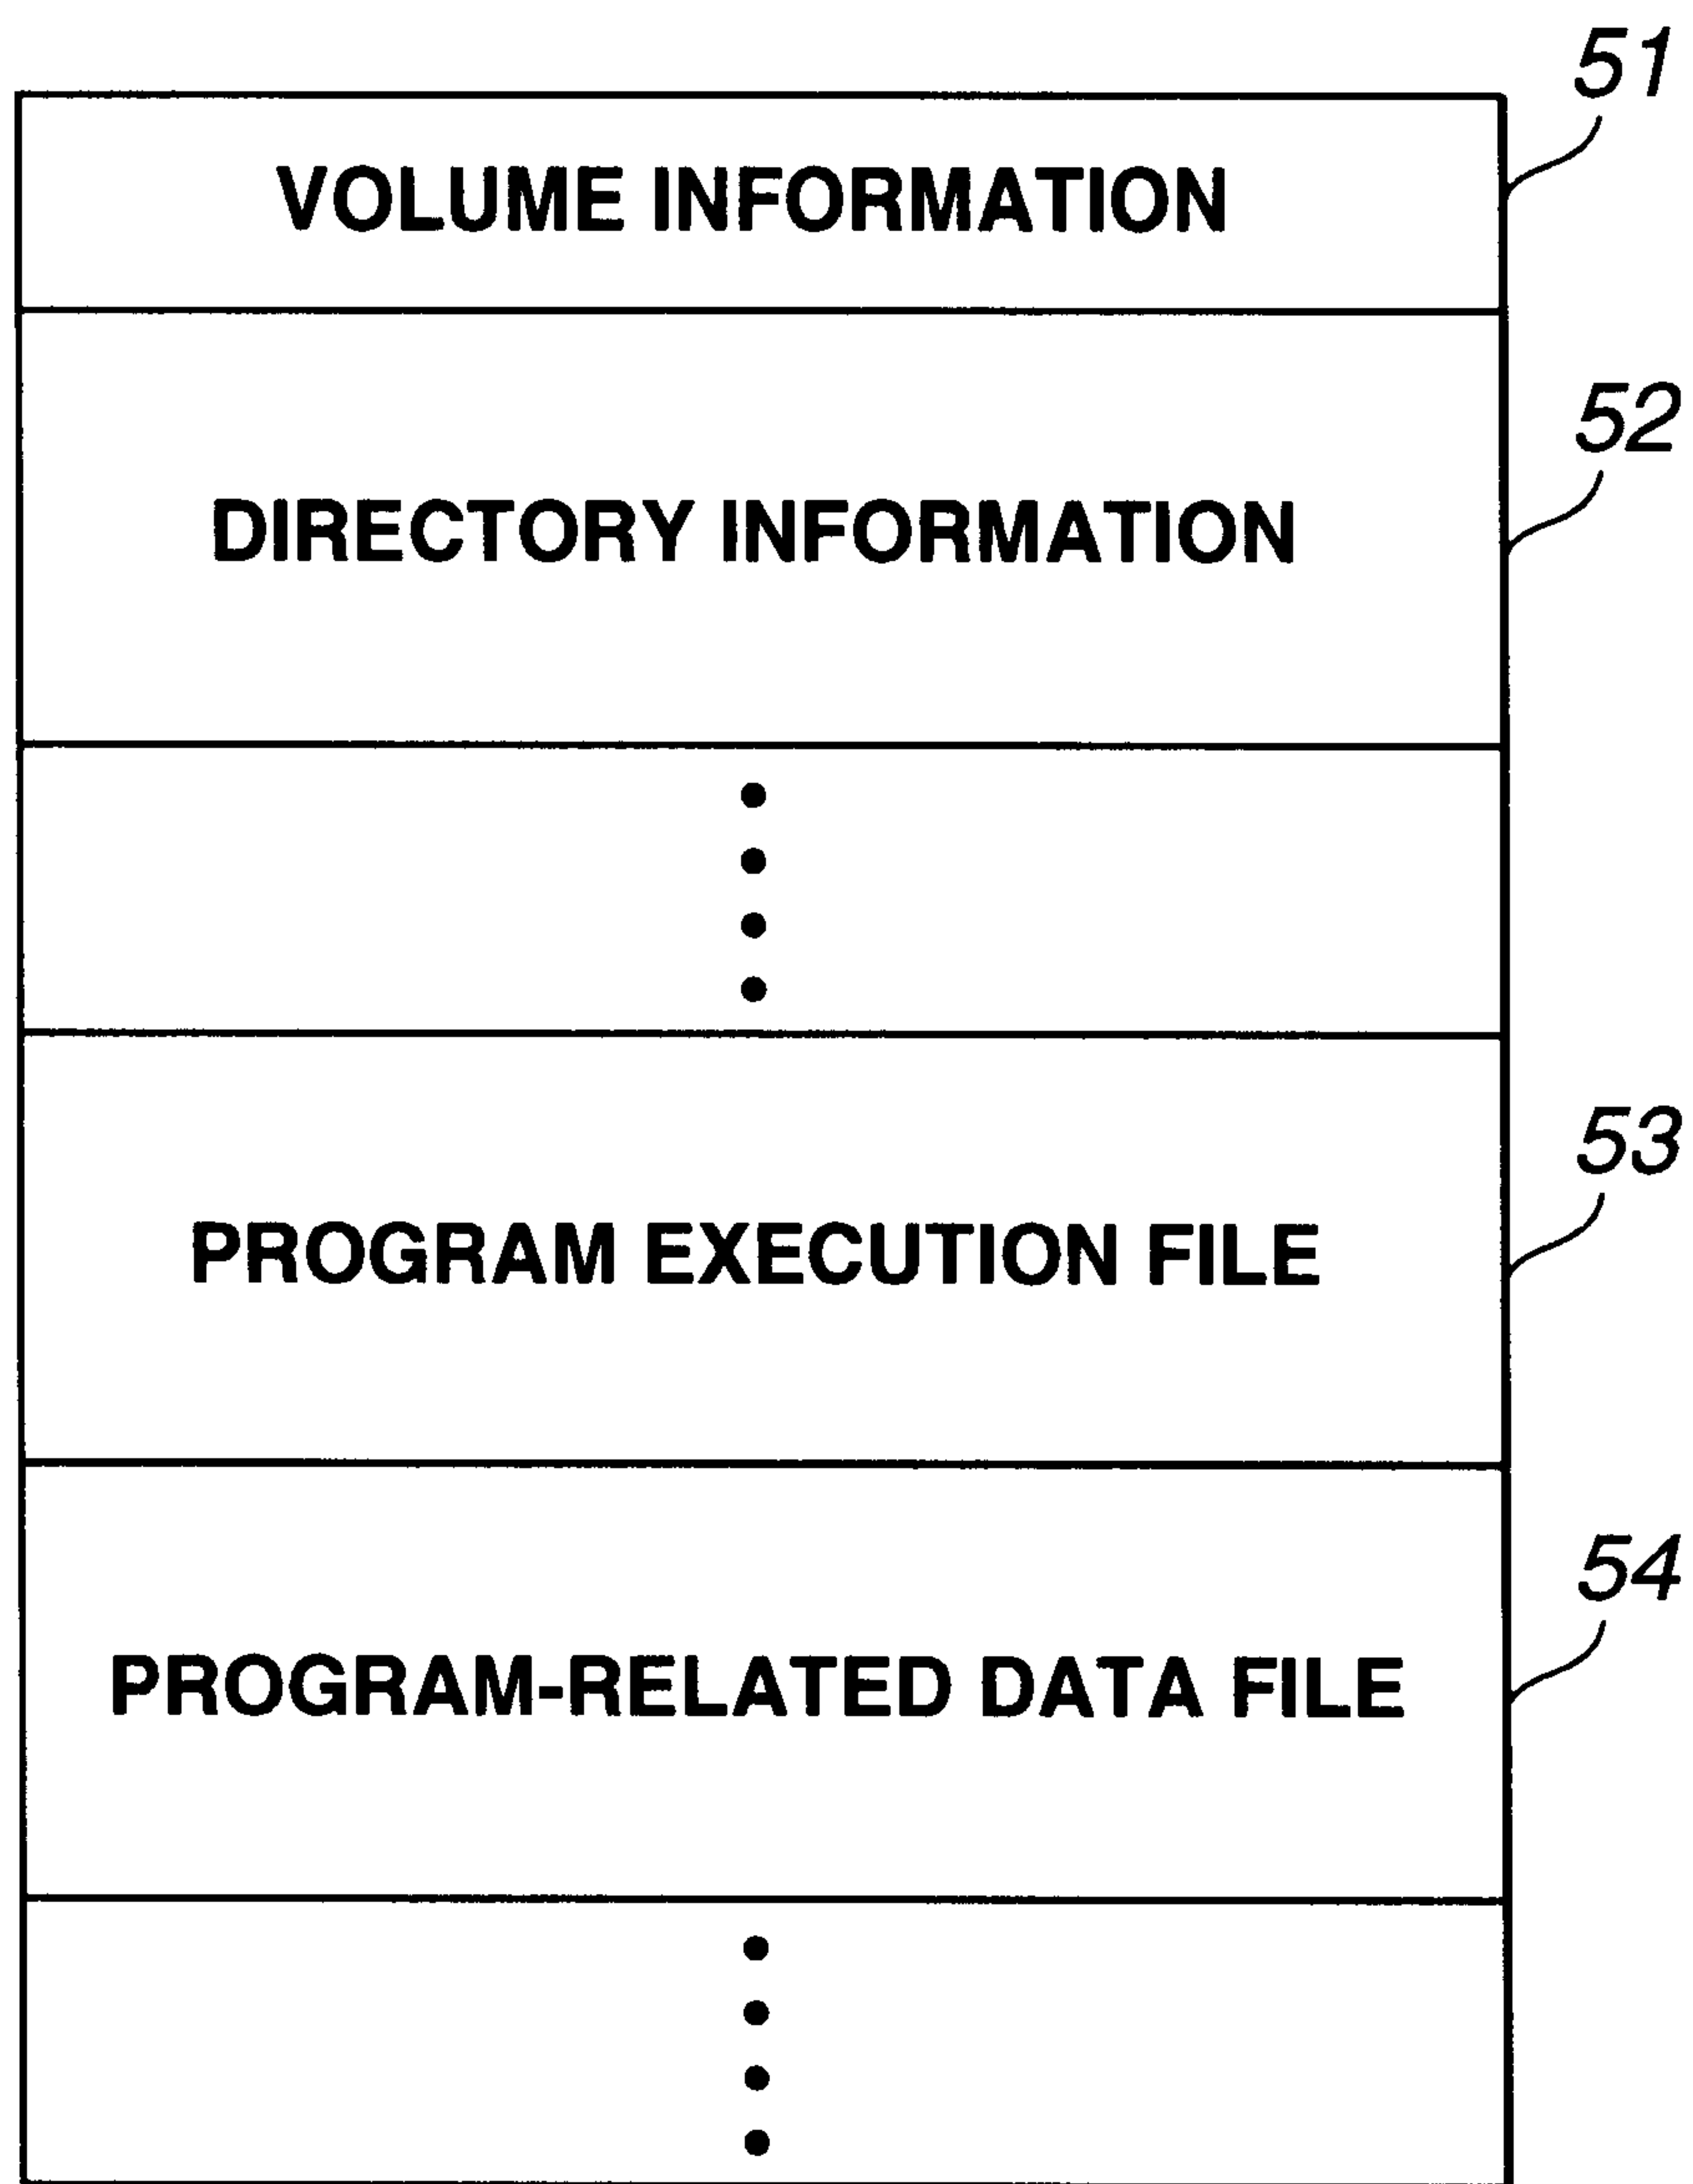 51
VOLUME INFORMATION
52
DIRECTORY INFORMATION
53
PROGRAM EXECUTION FILE
54
PROGRAM-RELATED DATA FILE